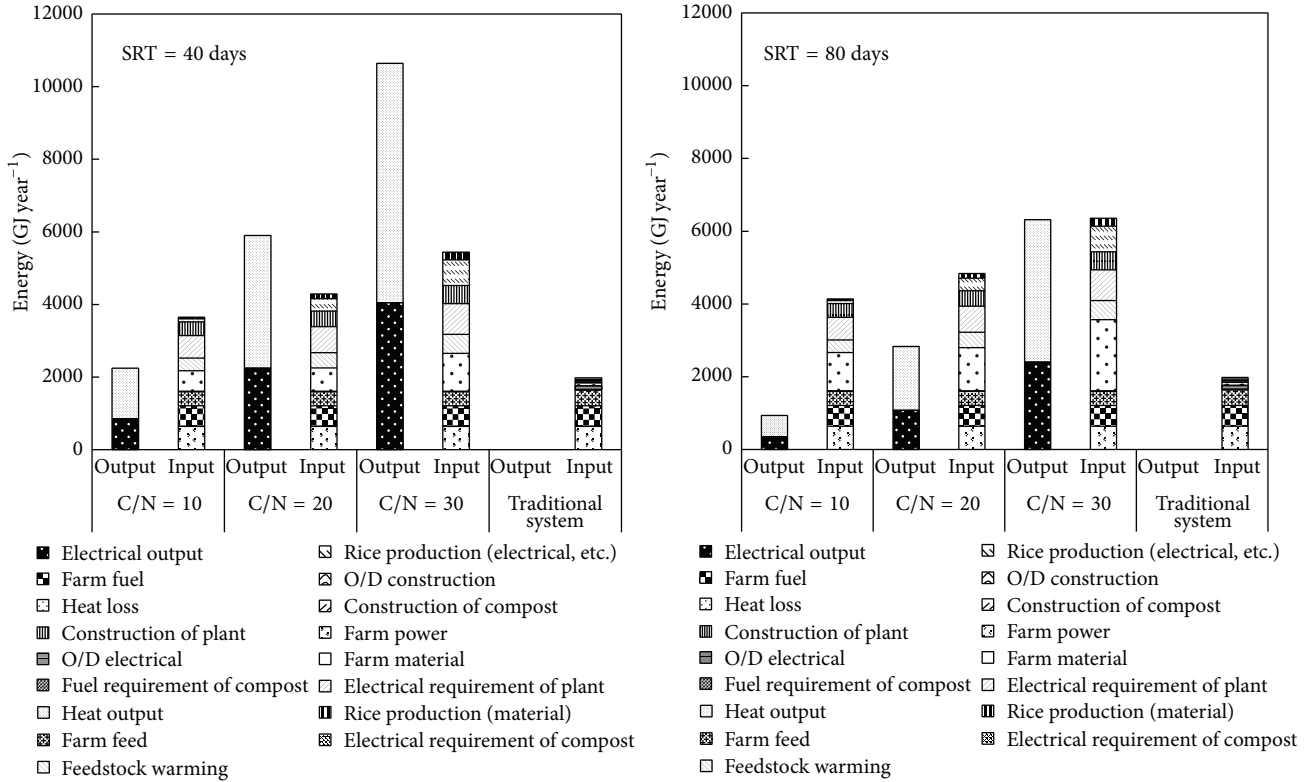 12000
10000
8000
6000
4000
2000
0
Energy (GJ year⁻¹)
SRT = 40 days
Output Input Output Input Output Input Output Input
C/N = 10 C/N = 20 C/N = 30 Traditional
system
Electrical output
Farm fuel
Heat loss
Construction of plant
O/D electrical
Fuel requirement of compost
Heat output
Farm feed
Feedstock warming
Rice production (electrical, etc.)
O/D construction
Construction of compost
Farm power
Farm material
Electrical requirement of plant
Rice production (material)
Electrical requirement of compost
12000
10000
8000
6000
4000
2000
0
Energy (GJ year⁻¹)
SRT = 80 days
Output Input Output Input Output Input Output Input
C/N = 10 C/N = 20 C/N = 30 Traditional
system
Electrical output
Farm fuel
Heat loss
Construction of plant
O/D electrical
Fuel requirement of compost
Heat output
Farm feed
Feedstock warming
Rice production (electrical, etc.)
O/D construction
Construction of compost
Farm power
Farm material
Electrical requirement of plant
Rice production (material)
Electrical requirement of compost